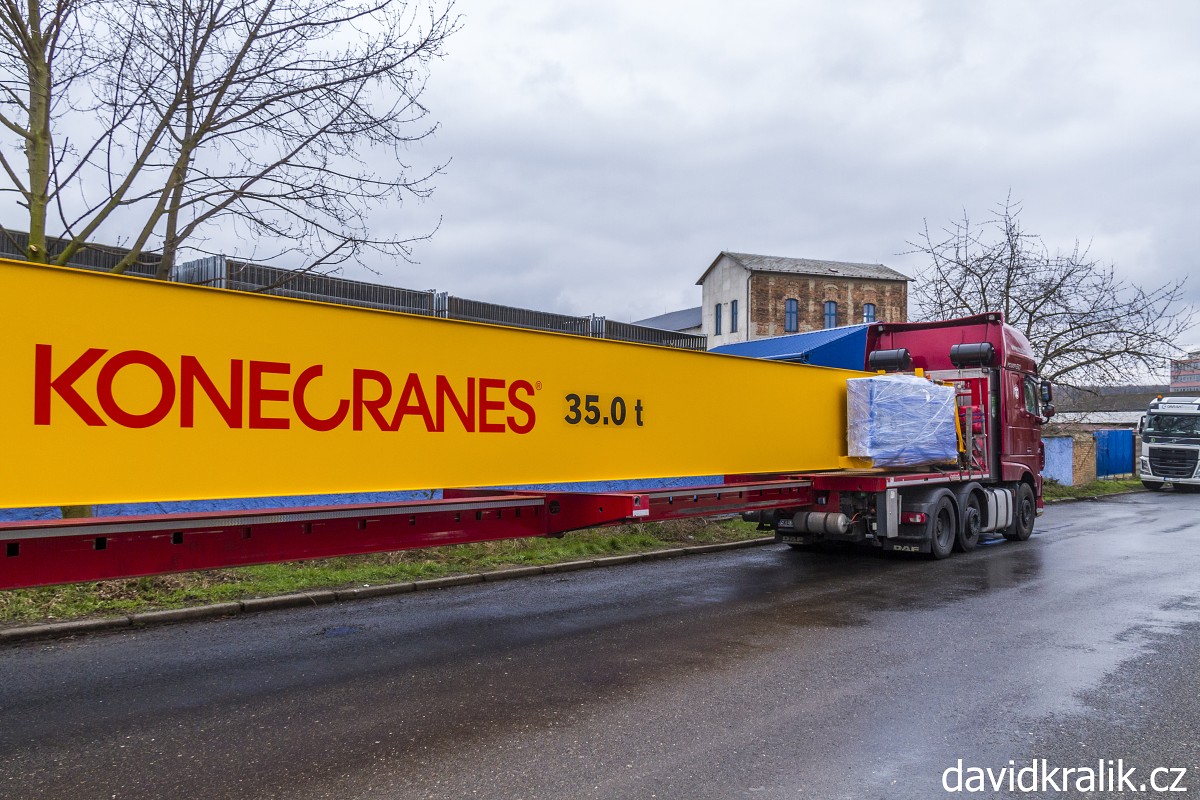 KONECRANES® 35.0 t
DAF
davidkralik.cz